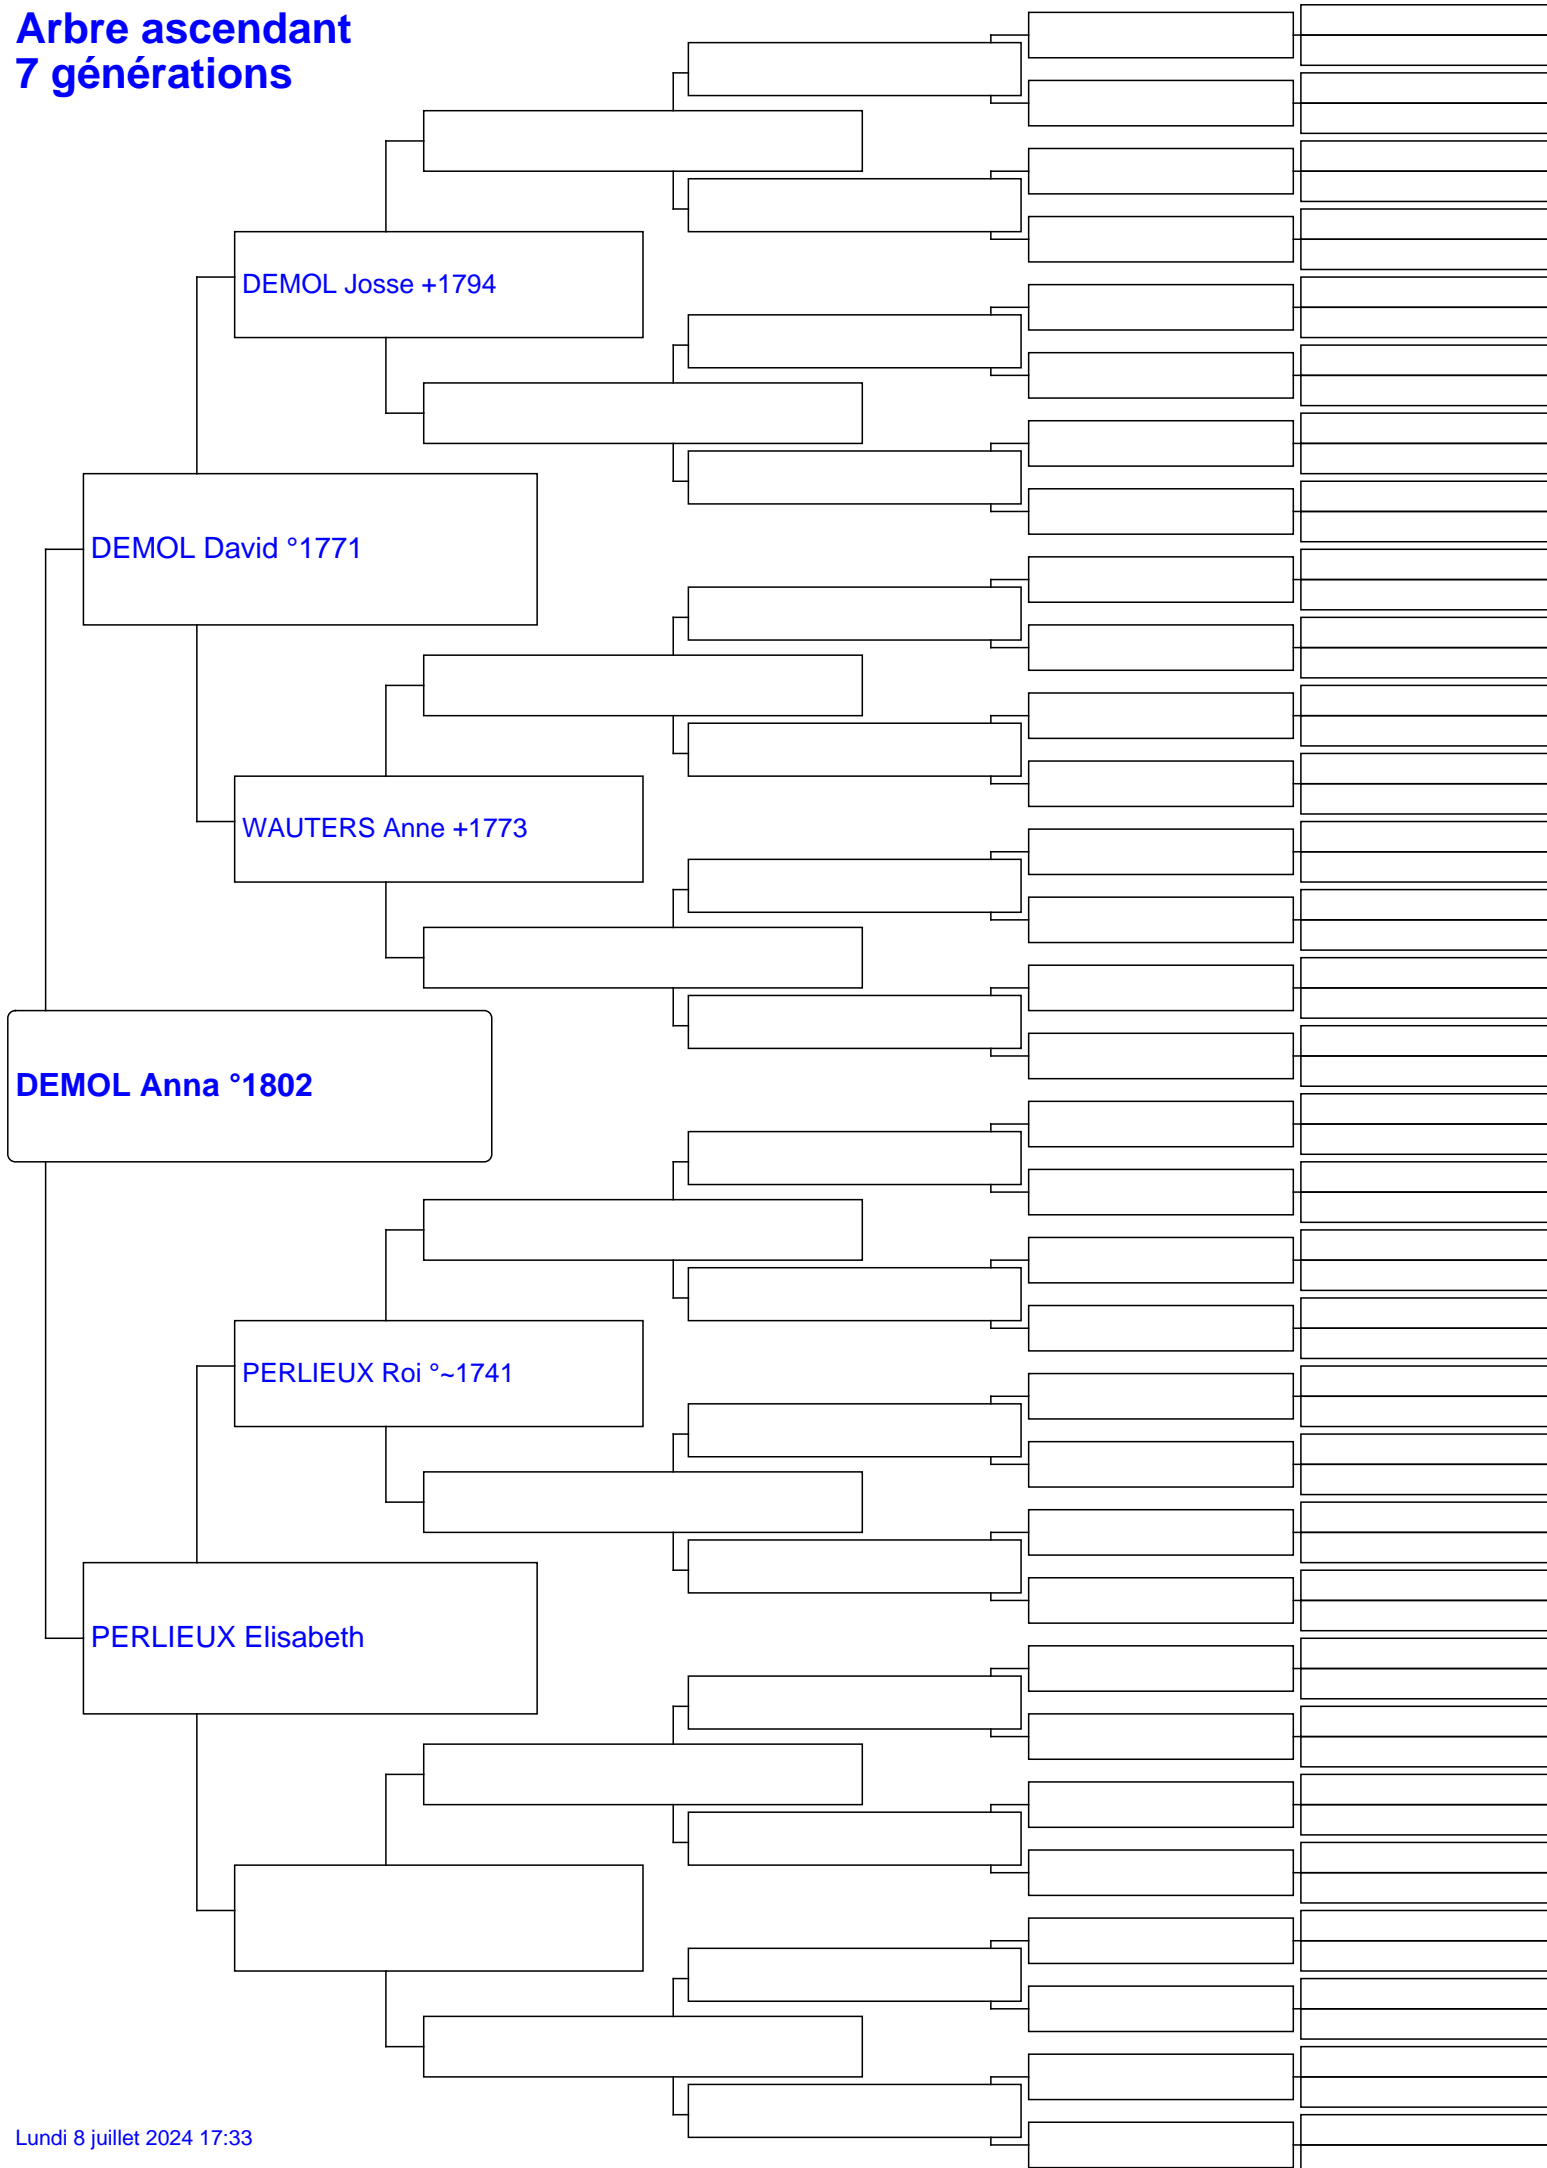 Arbre ascendant
7 générations
DEMOL Josse +1794
DEMOL David °1771
WAUTERS Anne +1773
DEMOL Anna °1802
PERLIEUX Roi °~1741
PERLIEUX Elisabeth
Lundi 8 juillet 2024 17:33